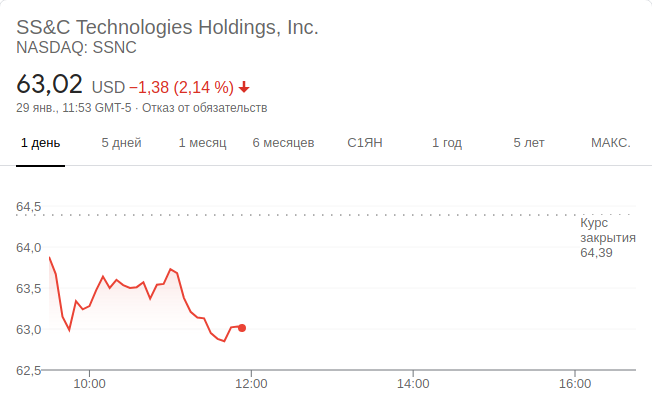 SS&C Technologies Holdings, Inc.
NASDAQ: SSNC
63,02 USD −1,38 (2,14 %)
29 янв., 11:53 GMT-5 · Отказ от обязательств
1 день 5 дней 1 месяц 6 месяцев С1ЯН 1 год 5 лет МАКС.
64,5
Курс
закрытия
64,39
64,0
63,5
63,0
62,5
10:00 12:00 14:00 16:00